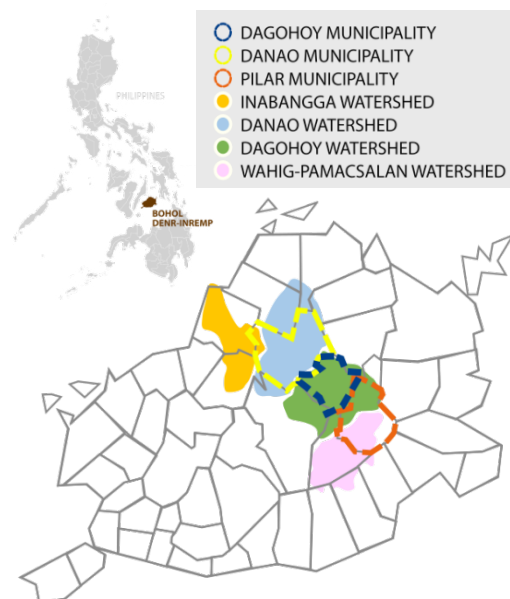 DAGOHOY MUNICIPALITY
DANAO MUNICIPALITY
PILAR MUNICIPALITY
INABANGGA WATERSHED
DANAO WATERSHED
DAGOHOY WATERSHED
WAHIG-PAMACSALAN WATERSHED
PHILIPPINES
BOHOL
DENR-INREMP